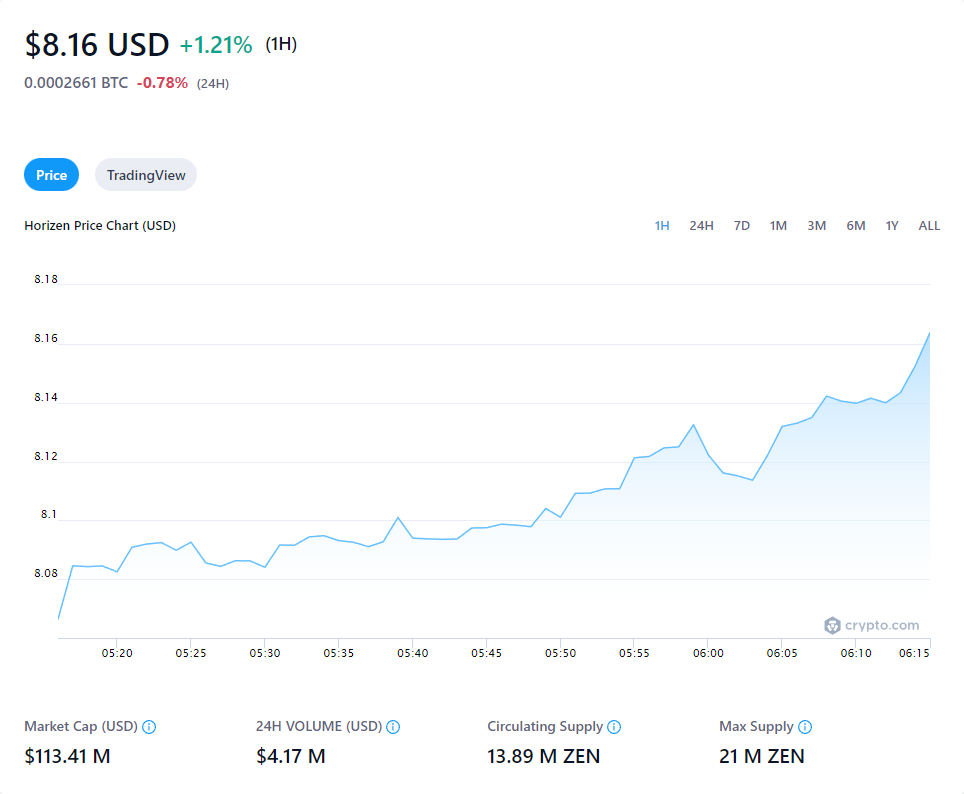 $8.16 USD +1.21% (1H)
0.0002661 BTC -0.78% (24H)
Price TradingView
Horizen Price Chart (USD) 1H 24H 7D 1M 3M 6M 1Y ALL
8.18
8.16
8.14
8.12
8.1
8.08
crypto.com
05:20 05:25 05:30 05:35 05:40 05:45 05:50 05:55 06:00 06:05 06:10 06:15
Market Cap (USD) 24H VOLUME (USD) Circulating Supply Max Supply
$113.41 M $4.17 M 13.89 M ZEN 21 M ZEN